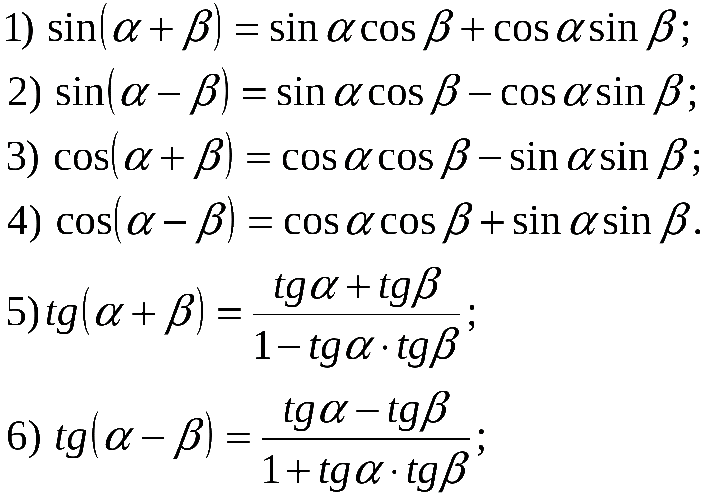 1) sin(α + β) = sin α cos β + cos α sin β;
2) sin(α − β) = sin α cos β − cos α sin β;
3) cos(α + β) = cos α cos β − sin α sin β;
4) cos(α − β) = cos α cos β + sin α sin β.
5) tg(α + β) = (tgα + tgβ) / (1 − tgα · tgβ);
6) tg(α − β) = (tgα − tgβ) / (1 + tgα · tgβ);